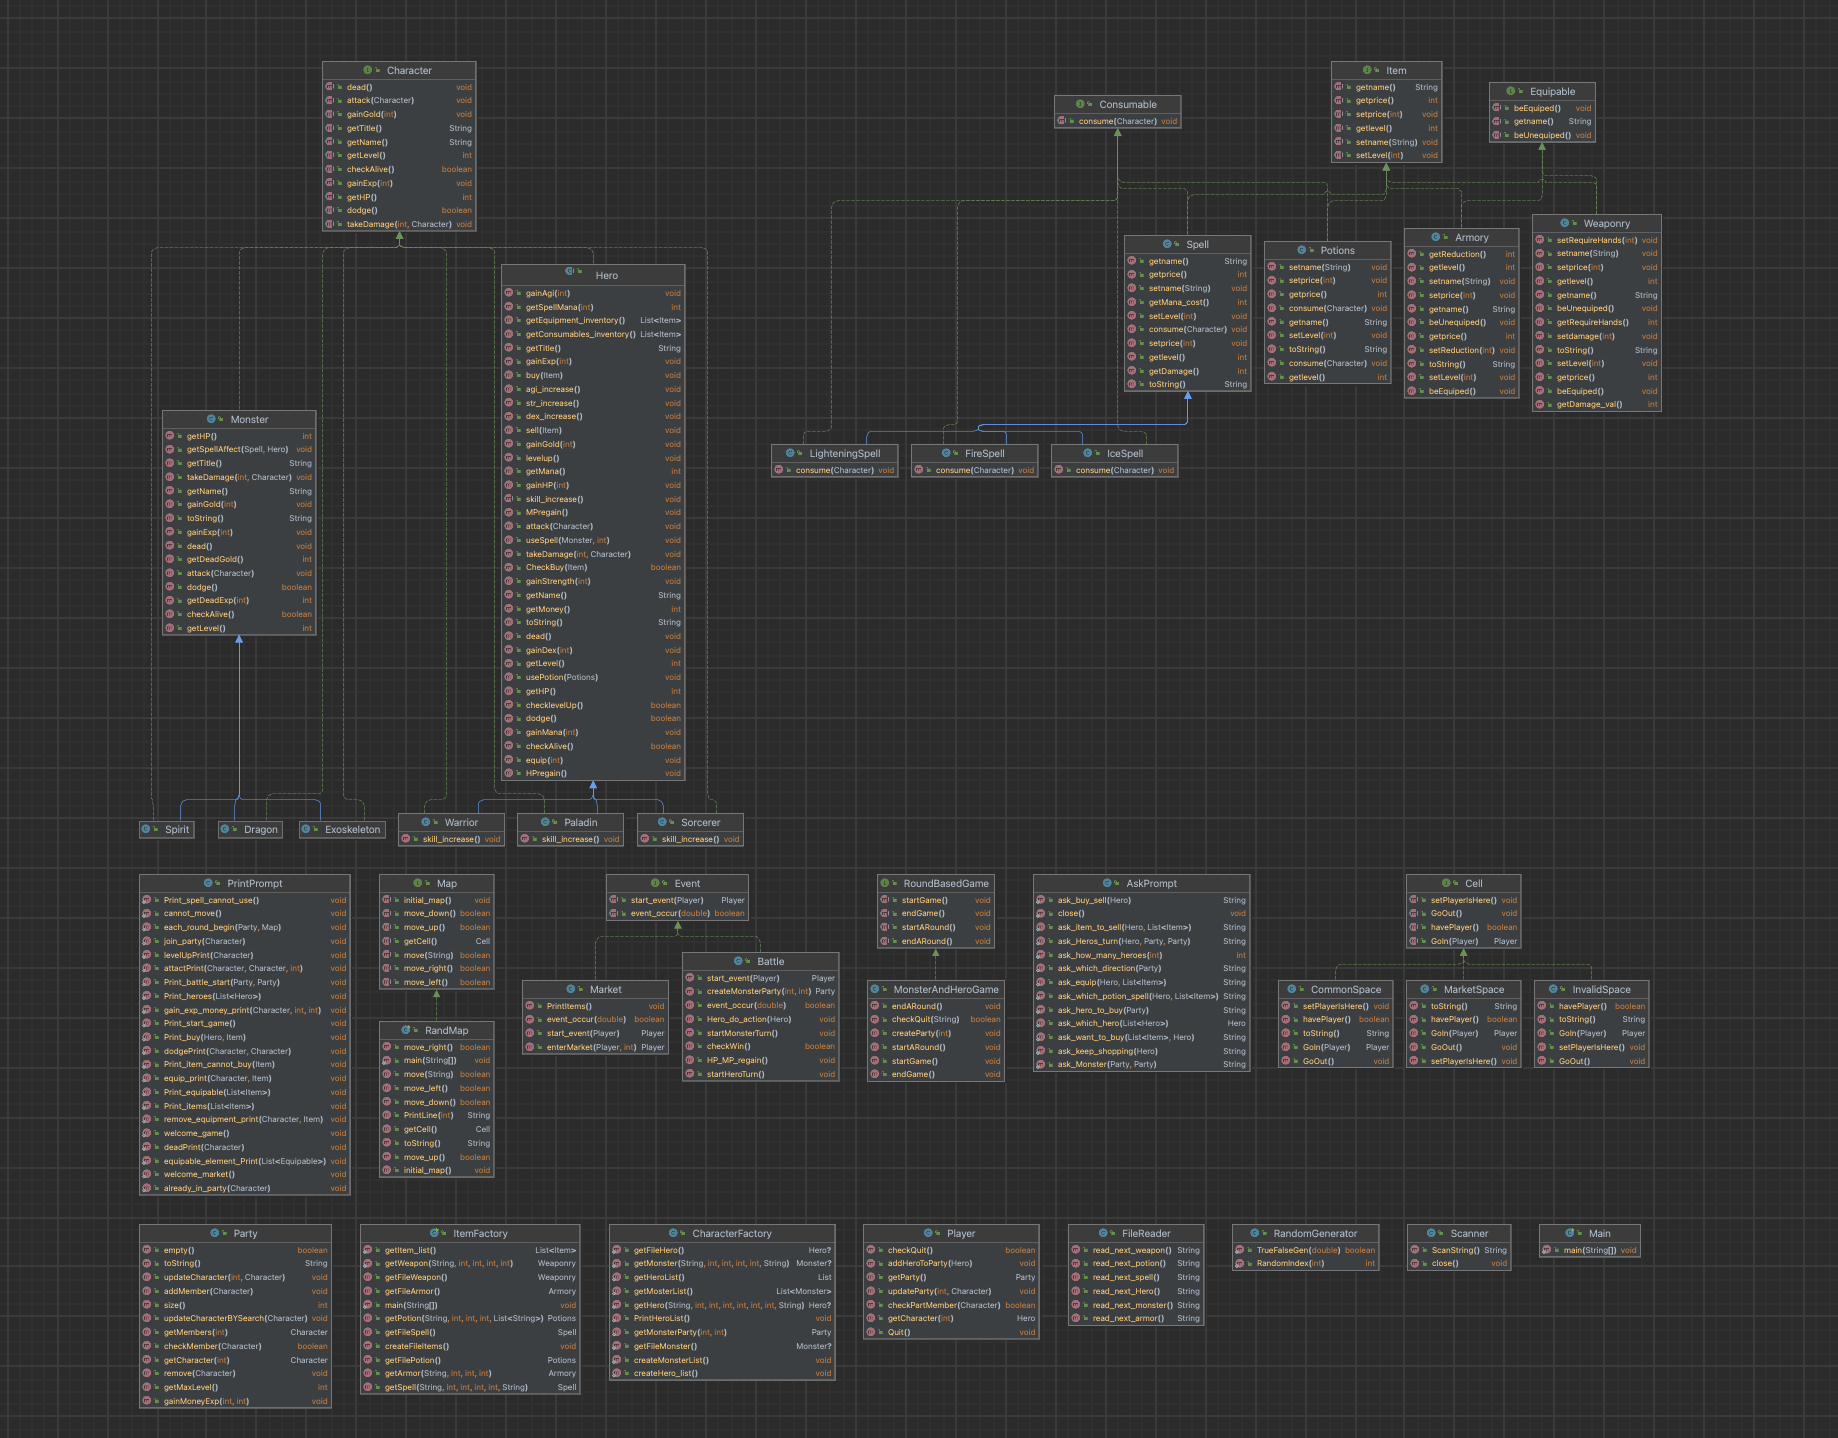 Character
dead() void
attack(Character) void
gainGold(int) void
getTitle() String
getName() String
getLevel() int
checkAlive() boolean
gainExp(int) void
getHP() int
dodge() boolean
takeDamage(int, Character) void
Consumable
consume(Character) void
Item
getname() String
getprice() int
setprice(int) void
getlevel() int
setname(String) void
setLevel(int) void
Equipable
beEquiped() void
getname() String
beUnequiped() void
Hero
gainAgi(int) void
getSpellMana(int) int
getEquipment_inventory() List<Item>
getConsumables_inventory() List<Item>
getTitle() String
gainExp(int) void
buy(Item) void
agi_increase() void
str_increase() void
dex_increase() void
sell(Item) void
gainGold(int) void
levelup() void
getMana() int
gainHP(int) void
skill_increase() void
MPregain() void
attack(Character) void
useSpell(Monster, int) void
takeDamage(int, Character) void
CheckBuy(Item) boolean
gainStrength(int) void
getName() String
getMoney() int
toString() String
dead() void
gainDex(int) void
getLevel() int
usePotion(Potions) void
getHP() int
checklevelUp() boolean
dodge() boolean
gainMana(int) void
checkAlive() boolean
equip(int) void
HPregain() void
Spell
getname() String
getprice() int
setname(String) void
getMana_cost() int
setLevel(int) void
consume(Character) void
setprice(int) void
getlevel() int
getDamage() int
toString() String
Potions
setname(String) void
setprice(int) void
getprice() int
consume(Character) void
getname() String
setLevel(int) void
toString() String
consume(Character) void
getlevel() int
Armory
getReduction() int
getlevel() int
setname(String) void
setprice(int) void
getname() String
beUnequiped() void
getprice() int
setReduction(int) void
toString() String
setLevel(int) void
beEquiped() void
Weaponry
setRequireHands(int) void
setname(String) void
setprice(int) void
getlevel() int
getname() String
beUnequiped() void
getRequireHands() int
setdamage(int) void
toString() String
setLevel(int) void
getprice() int
beEquiped() void
getDamage_val() int
Monster
getHP() int
getSpellAffect(Spell, Hero) void
getTitle() String
takeDamage(int, Character) void
getName() String
gainGold(int) void
toString() String
gainExp(int) void
dead() void
getDeadGold() int
attack(Character) void
dodge() boolean
getDeadExp(int) int
checkAlive() boolean
getLevel() int
LighteningSpell
consume(Character) void
FireSpell
consume(Character) void
IceSpell
consume(Character) void
Spirit
Dragon
Exoskeleton
Warrior
skill_increase() void
Paladin
skill_increase() void
Sorcerer
skill_increase() void
PrintPrompt
Print_spell_cannot_use() void
cannot_move() void
each_round_begin(Party, Map) void
join_party(Character) void
levelUpPrint(Character) void
attactPrint(Character, Character, int) void
Print_battle_start(Party, Party) void
Print_heroes(List<Hero>) void
gain_exp_money_print(Character, int, int) void
Print_start_game() void
Print_buy(Hero, Item) void
dodgePrint(Character, Character) void
Print_item_cannot_buy(Item) void
equip_print(Character, Item) void
Print_equipable(List<Item>) void
Print_items(List<Item>) void
remove_equipment_print(Character, Item) void
welcome_game() void
deadPrint(Character) void
equipable_element_Print(List<Equipable>) void
welcome_market() void
already_in_party(Character) void
Map
initial_map() void
move_down() boolean
move_up() boolean
getCell() Cell
move(String) boolean
move_right() boolean
move_left() boolean
RandMap
move_right() boolean
main(String[]) void
move(String) boolean
move_left() boolean
move_down() boolean
PrintLine(int) String
getCell() Cell
toString() String
move_up() boolean
initial_map() void
Event
start_event(Player) Player
event_occur(double) boolean
Market
PrintItems() void
event_occur(double) boolean
start_event(Player) Player
enterMarket(Player, int) Player
Battle
start_event(Player) Player
createMonsterParty(int, int) Party
event_occur(double) boolean
Hero_do_action(Hero) void
startMonsterTurn() void
checkWin() boolean
HP_MP_regain() void
startHeroTurn() void
RoundBasedGame
startGame() void
endGame() void
startARound() void
endARound() void
MonsterAndHeroGame
endARound() void
checkQuit(String) boolean
createParty(int) void
startARound() void
startGame() void
endGame() void
AskPrompt
ask_buy_sell(Hero) String
close() void
ask_item_to_sell(Hero, List<Item>) String
ask_Heros_turn(Hero, Party, Party) String
ask_how_many_heroes(int) int
ask_which_direction(Party) String
ask_equip(Hero, List<Item>) String
ask_which_potion_spell(Hero, List<Item>) String
ask_hero_to_buy(Party) String
ask_which_hero(List<Hero>) Hero
ask_want_to_buy(List<Item>, Hero) String
ask_keep_shopping(Hero) String
ask_Monster(Party, Party) String
Cell
setPlayerIsHere() void
GoOut() void
havePlayer() boolean
GoIn(Player) Player
CommonSpace
setPlayerIsHere() void
havePlayer() boolean
toString() String
GoIn(Player) Player
GoOut() void
MarketSpace
toString() String
havePlayer() boolean
GoIn(Player) Player
GoOut() void
setPlayerIsHere() void
InvalidSpace
havePlayer() boolean
toString() String
GoIn(Player) Player
setPlayerIsHere() void
GoOut() void
Party
empty() boolean
toString() String
updateCharacter(int, Character) void
addMember(Character) void
size() int
updateCharacterBYSearch(Character) void
getMembers(int) Character
checkMember(Character) boolean
getCharacter(int) Character
remove(Character) void
getMaxLevel() int
gainMoneyExp(int, int) void
ItemFactory
getItem_list() List<Item>
getWeapon(String, int, int, int, int) Weaponry
getFileWeapon() Weaponry
getFileArmor() Armory
main(String[]) void
getPotion(String, int, int, int, List<String>) Potions
getFileSpell() Spell
createFileItems() void
getFilePotion() Potions
getArmor(String, int, int, int) Armory
getSpell(String, int, int, int, int, String) Spell
CharacterFactory
getFileHero() Hero?
getMonster(String, int, int, int, int, String) Monster?
getHeroList() List
getMosterList() List<Monster>
getHero(String, int, int, int, int, int, int, String) Hero?
PrintHeroList() void
getMonsterParty(int, int) Party
getFileMonster() Monster?
createMonsterList() void
createHero_list() void
Player
checkQuit() boolean
addHeroToParty(Hero) void
getParty() Party
updateParty(int, Character) void
checkPartMember(Character) boolean
getCharacter(int) Hero
Quit() void
FileReader
read_next_weapon() String
read_next_potion() String
read_next_spell() String
read_next_Hero() String
read_next_monster() String
read_next_armor() String
RandomGenerator
TrueFalseGen(double) boolean
RandomIndex(int) int
Scanner
ScanString() String
close() void
Main
main(String[]) void